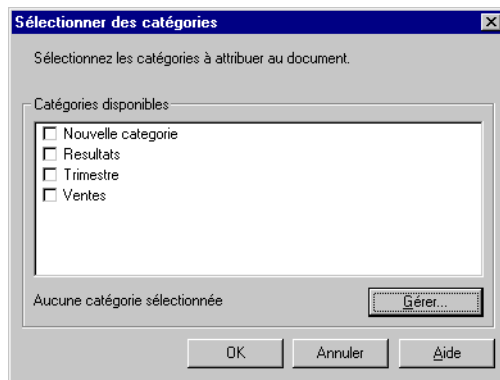 Sélectionner des catégories
Sélectionnez les catégories à attribuer au document.
Catégories disponibles
Nouvelle categorie
Resultats
Trimestre
Ventes
Aucune catégorie sélectionnée
Gérer...
OK
Annuler
Aide